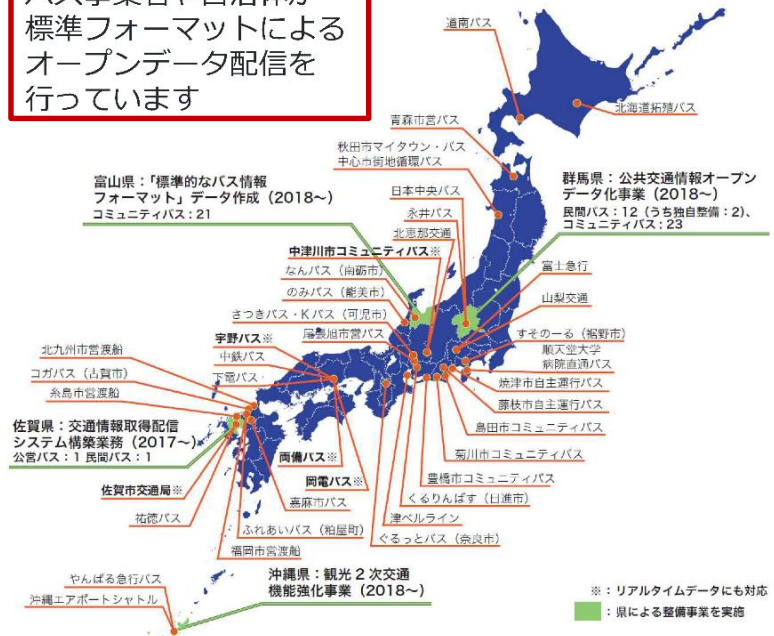 バス事業者や自治体が
標準フォーマットによる
オープンデータ配信を
行っています
道南バス
北海道拓殖バス
青森市営バス
秋田市マイタウン・バス
中心市街地循環バス
富山県：「標準的なバス情報
フォーマット」データ作成（2018～）
コミュニティバス：21
日本中央バス
永井バス
北恵那交通
群馬県：公共交通情報オープン
データ化事業（2018～）
民間バス：12（うち独自整備：2）、
コミュニティバス：23
中津川市コミュニティバス※
なんバス（南砺市）
のみバス（能美市）
さつきバス・Kバス（可児市）
尾張旭市営バス
富士急行
山梨交通
すそのーる（裾野市）
順天堂大学
病院直通バス
焼津市自主運行バス
藤枝市自主運行バス
島田市コミュニティバス
菊川市コミュニティバス
豊橋市コミュニティバス
くるりんばす（日進市）
津ベルライン
ぐるっとバス（奈良市）
宇野バス※
中鉄バス
下電バス
北九州市営渡船
コガバス（古賀市）
糸島市営渡船
佐賀県：交通情報取得配信
システム構築業務（2017～）
公営バス：1 民間バス：1
両備バス※
岡電バス※
佐賀市交通局※
嘉麻市バス
祐徳バス
ふれあいバス（粕屋町）
福岡市営渡船
やんばる急行バス
沖縄エアポートシャトル
沖縄県：観光２次交通
機能強化事業（2018～）
※：リアルタイムデータにも対応
：県による整備事業を実施